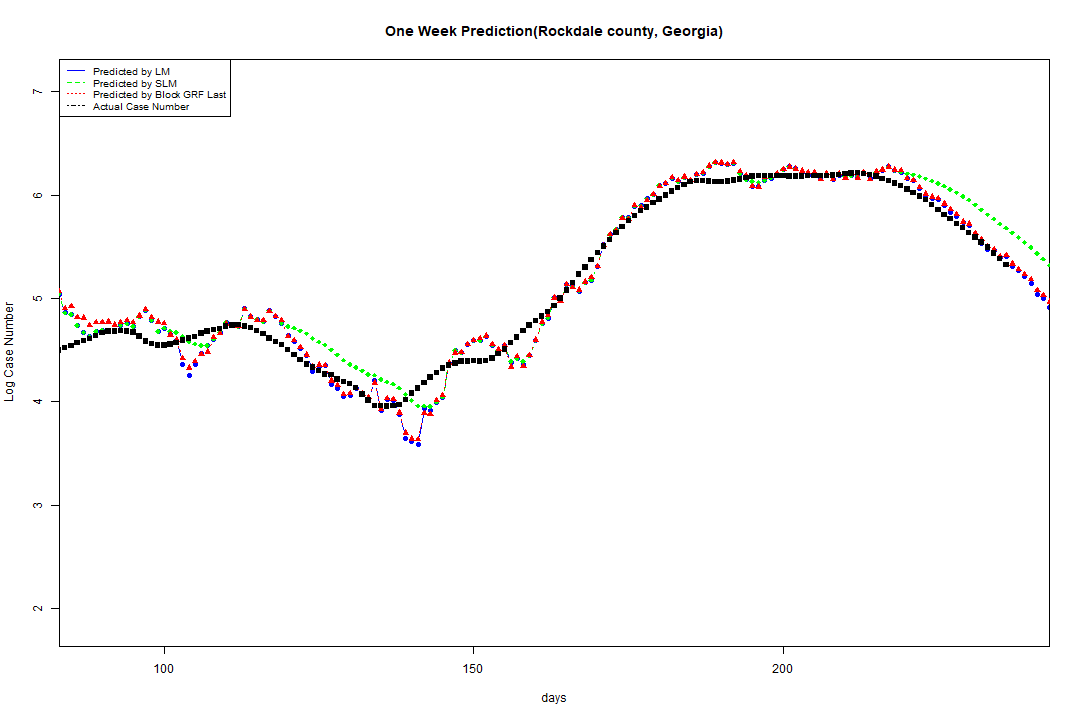 One Week Prediction(Rockdale county, Georgia)
Predicted by LM
Predicted by SLM
Predicted by Block GRF Last
Actual Case Number
7
6
5
4
3
2
Log Case Number
100 150 200
days